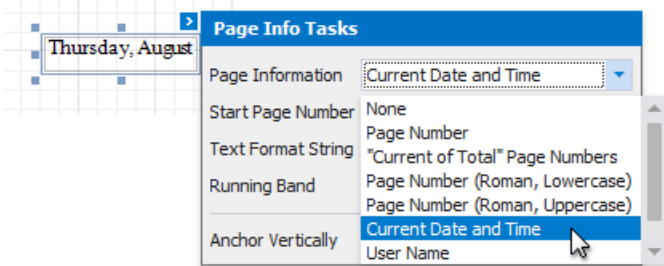 Thursday, August
Page Info Tasks
Page Information Current Date and Time
Start Page Number
Text Format String
Running Band
Anchor Vertically
None
Page Number
"Current of Total" Page Numbers
Page Number (Roman, Lowercase)
Page Number (Roman, Uppercase)
Current Date and Time
User Name